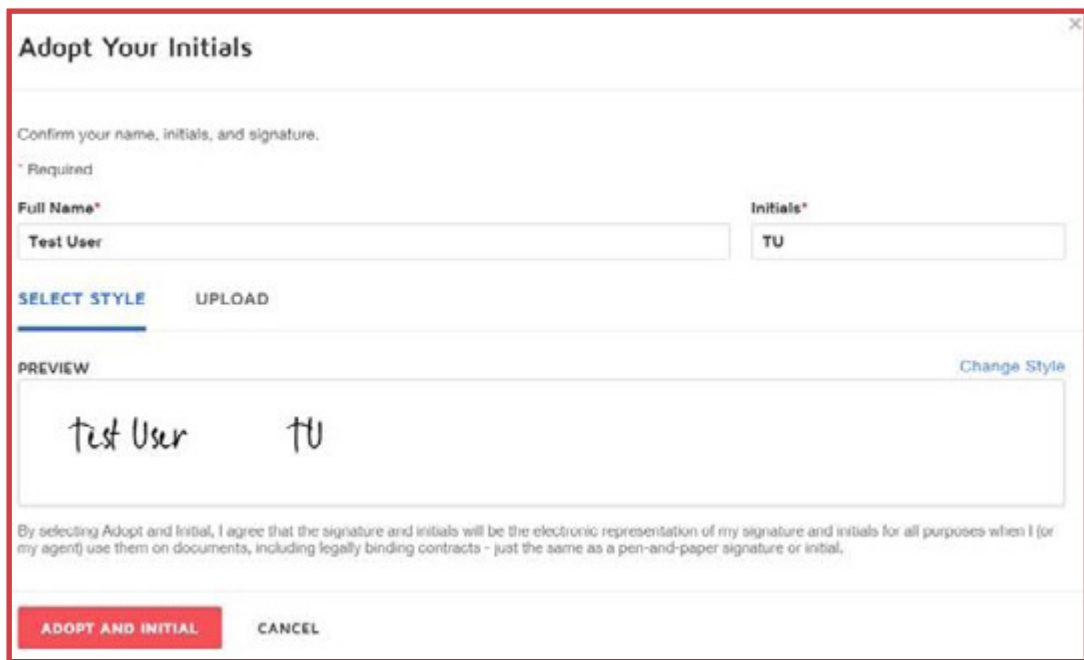 Adopt Your Initials
×
Confirm your name, initials, and signature.
* Required
Full Name* Initials*
Test User TU
SELECT STYLE UPLOAD
PREVIEW Change Style
Test User TU
By selecting Adopt and Initial, I agree that the signature and initials will be the electronic representation of my signature and initials for all purposes when I (or
my agent) use them on documents, including legally binding contracts - just the same as a pen-and-paper signature or initial.
ADOPT AND INITIAL CANCEL